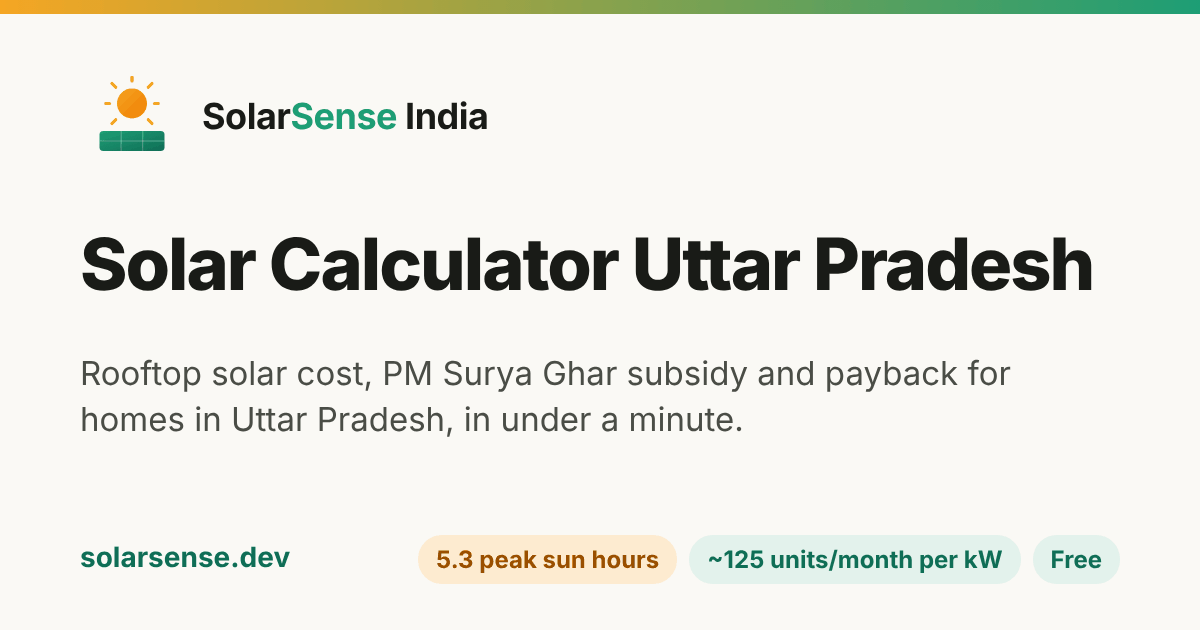 SolarSense India
Solar Calculator Uttar Pradesh
Rooftop solar cost, PM Surya Ghar subsidy and payback for
homes in Uttar Pradesh, in under a minute.
solarsense.dev
5.3 peak sun hours
~125 units/month per kW
Free